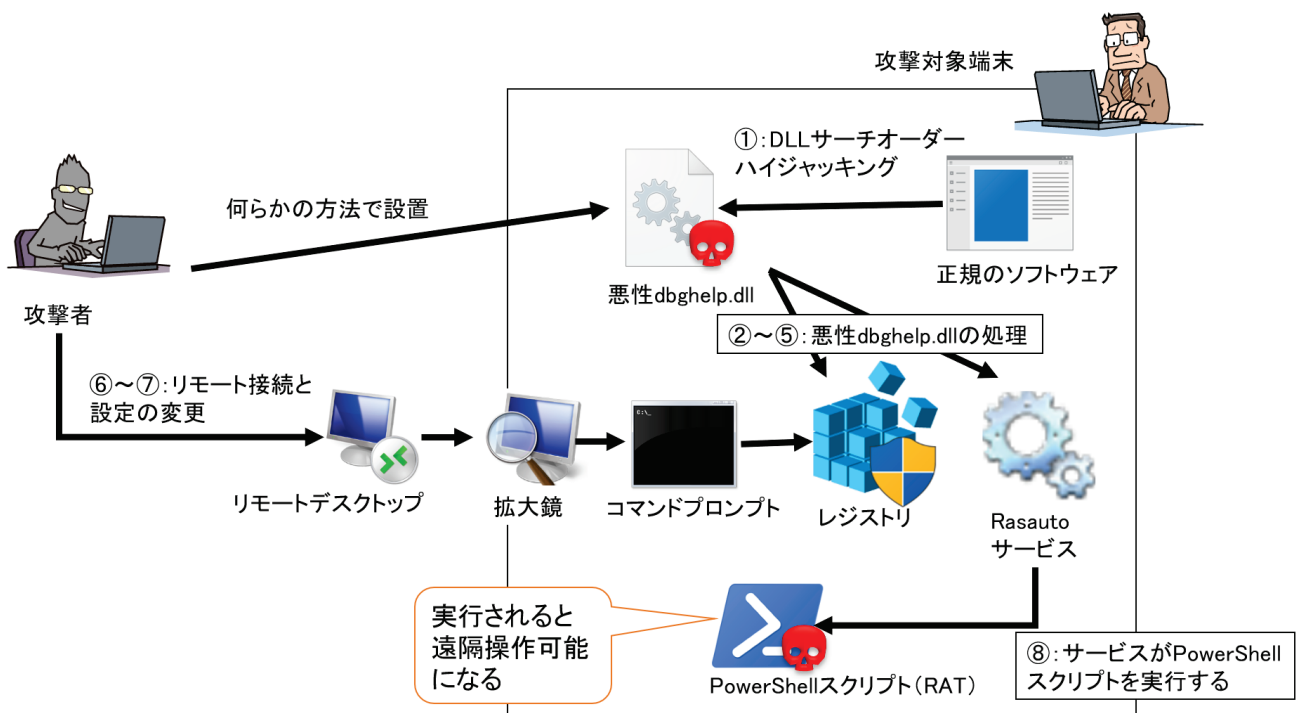 攻撃対象端末
①:DLLサーチオーダー
ハイジャッキング
何らかの方法で設置
正規のソフトウェア
悪性dbghelp.dll
攻撃者
②～⑤:悪性dbghelp.dllの処理
⑥～⑦:リモート接続と
設定の変更
C:\_
リモートデスクトップ
拡大鏡
コマンドプロンプト
レジストリ
Rasauto
サービス
実行されると
遠隔操作可能
になる
PowerShellスクリプト(RAT)
⑧:サービスがPowerShell
スクリプトを実行する